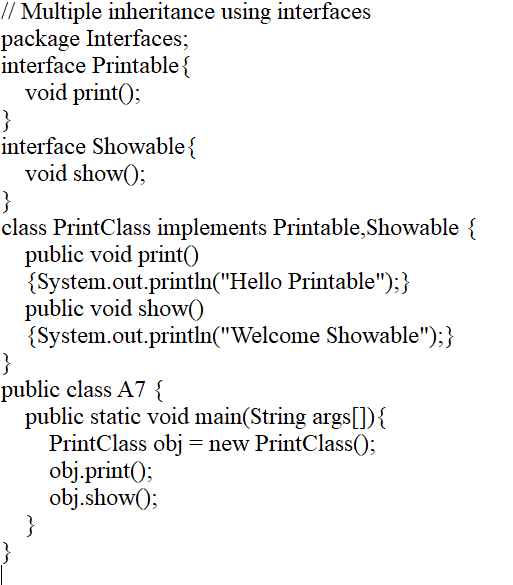 // Multiple inheritance using interfaces
package Interfaces;
interface Printable{
    void print();
}
interface Showable{
    void show();
}
class PrintClass implements Printable,Showable {
    public void print()
    {System.out.println("Hello Printable");}
    public void show()
    {System.out.println("Welcome Showable");}
}
public class A7 {
    public static void main(String args[]){
        PrintClass obj = new PrintClass();
        obj.print();
        obj.show();
    }
}